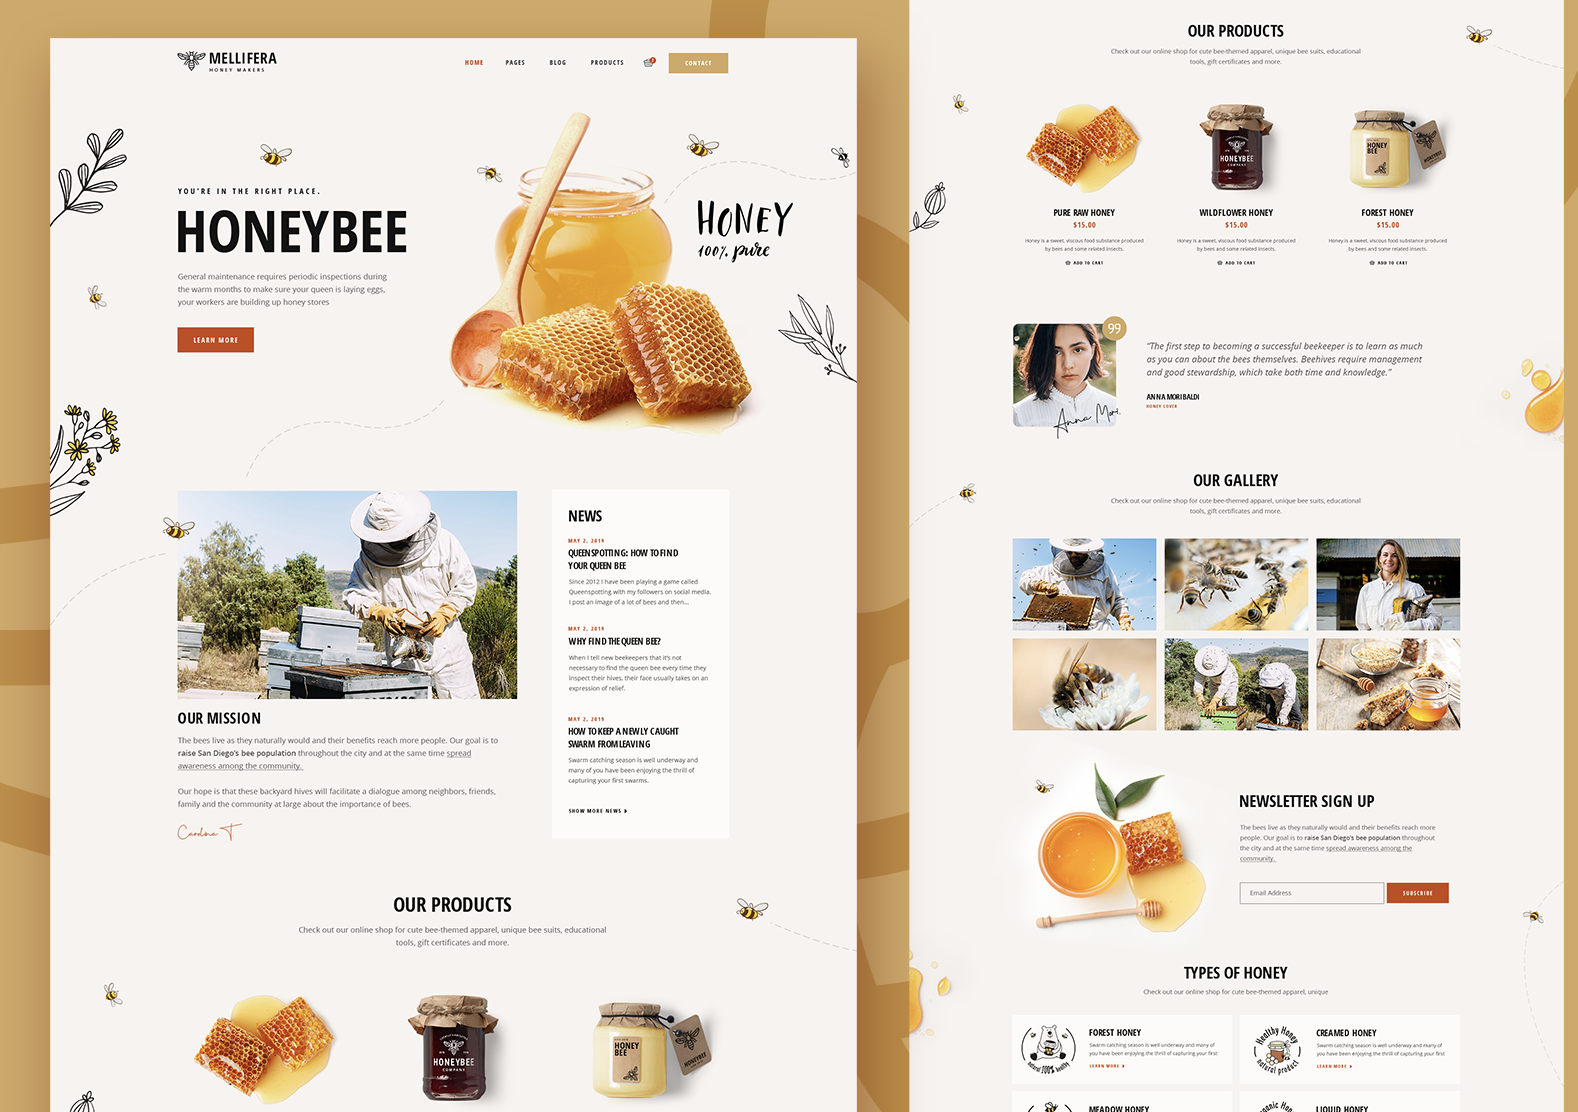 MELLIFERA
HONEY MAKERS
HOME
PAGES
BLOG
PRODUCTS
CONTACT
YOU'RE IN THE RIGHT PLACE.
HONEYBEE
General maintenance requires periodic inspections during
the warm months to make sure your queen is laying eggs,
your workers are building up honey stores
LEARN MORE
HONEY
100% pure
OUR MISSION
The bees live as they naturally would and their benefits reach more people. Our goal is to
raise San Diego's bee population throughout the city and at the same time spread
awareness among the community.
Our hope is that these backyard hives will facilitate a dialogue among neighbors, friends,
family and the community at large about the importance of bees.
Carolina T
NEWS
MAY 2, 2019
QUEENSPOTTING: HOW TO FIND
YOUR QUEEN BEE
Since 2012 I have been playing a game called
Queenspotting with my followers on social media.
I post an image of a lot of bees and then...
MAY 2, 2019
WHY FIND THE QUEEN BEE?
When I tell new beekeepers that it's not
necessary to find the queen bee every time they
inspect their hives, their face usually takes on an
expression of relief.
MAY 2, 2019
HOW TO KEEP A NEWLY CAUGHT
SWARM FROM LEAVING
Swarm catching season is well underway and
many of you have been enjoying the thrill of
capturing your first swarms.
SHOW MORE NEWS
OUR PRODUCTS
Check out our online shop for cute bee-themed apparel, unique bee suits, educational
tools, gift certificates and more.
HONEYBEE
COMPANY
HONEY
BEE
HONEYBEE
OUR PRODUCTS
Check out our online shop for cute bee-themed apparel, unique bee suits, educational
tools, gift certificates and more.
HONEYBEE
COMPANY
HONEY
BEE
HONEYBEE
PURE RAW HONEY
$15.00
Honey is a sweet, viscous food substance produced
by bees and some related insects.
ADD TO CART
WILDFLOWER HONEY
$15.00
Honey is a sweet, viscous food substance produced
by bees and some related insects.
ADD TO CART
FOREST HONEY
$15.00
Honey is a sweet, viscous food substance produced
by bees and some related insects.
ADD TO CART
Anna Mori.
"The first step to becoming a successful beekeeper is to learn as much
as you can about the bees themselves. Beehives require management
and good stewardship, which take both time and knowledge."
ANNA MORIBALDI
HONEY LOVER
OUR GALLERY
Check out our online shop for cute bee-themed apparel, unique bee suits, educational
tools, gift certificates and more.
NEWSLETTER SIGN UP
The bees live as they naturally would and their benefits reach more
people. Our goal is to raise San Diego's bee population throughout
the city and at the same time spread awareness among the
community.
Email Address
SUBSCRIBE
TYPES OF HONEY
Check out our online shop for cute bee-themed apparel, unique
natural 100% healthy
FOREST HONEY
Swarm catching season is well underway and many of
you have been enjoying the thrill of capturing your first
LEARN MORE
Healthy Honey
natural product
CREAMED HONEY
Swarm catching season is well underway and many of
you have been enjoying the thrill of capturing your first
LEARN MORE
MEADOW HONEY
Organic Honey
LIQUID HONEY